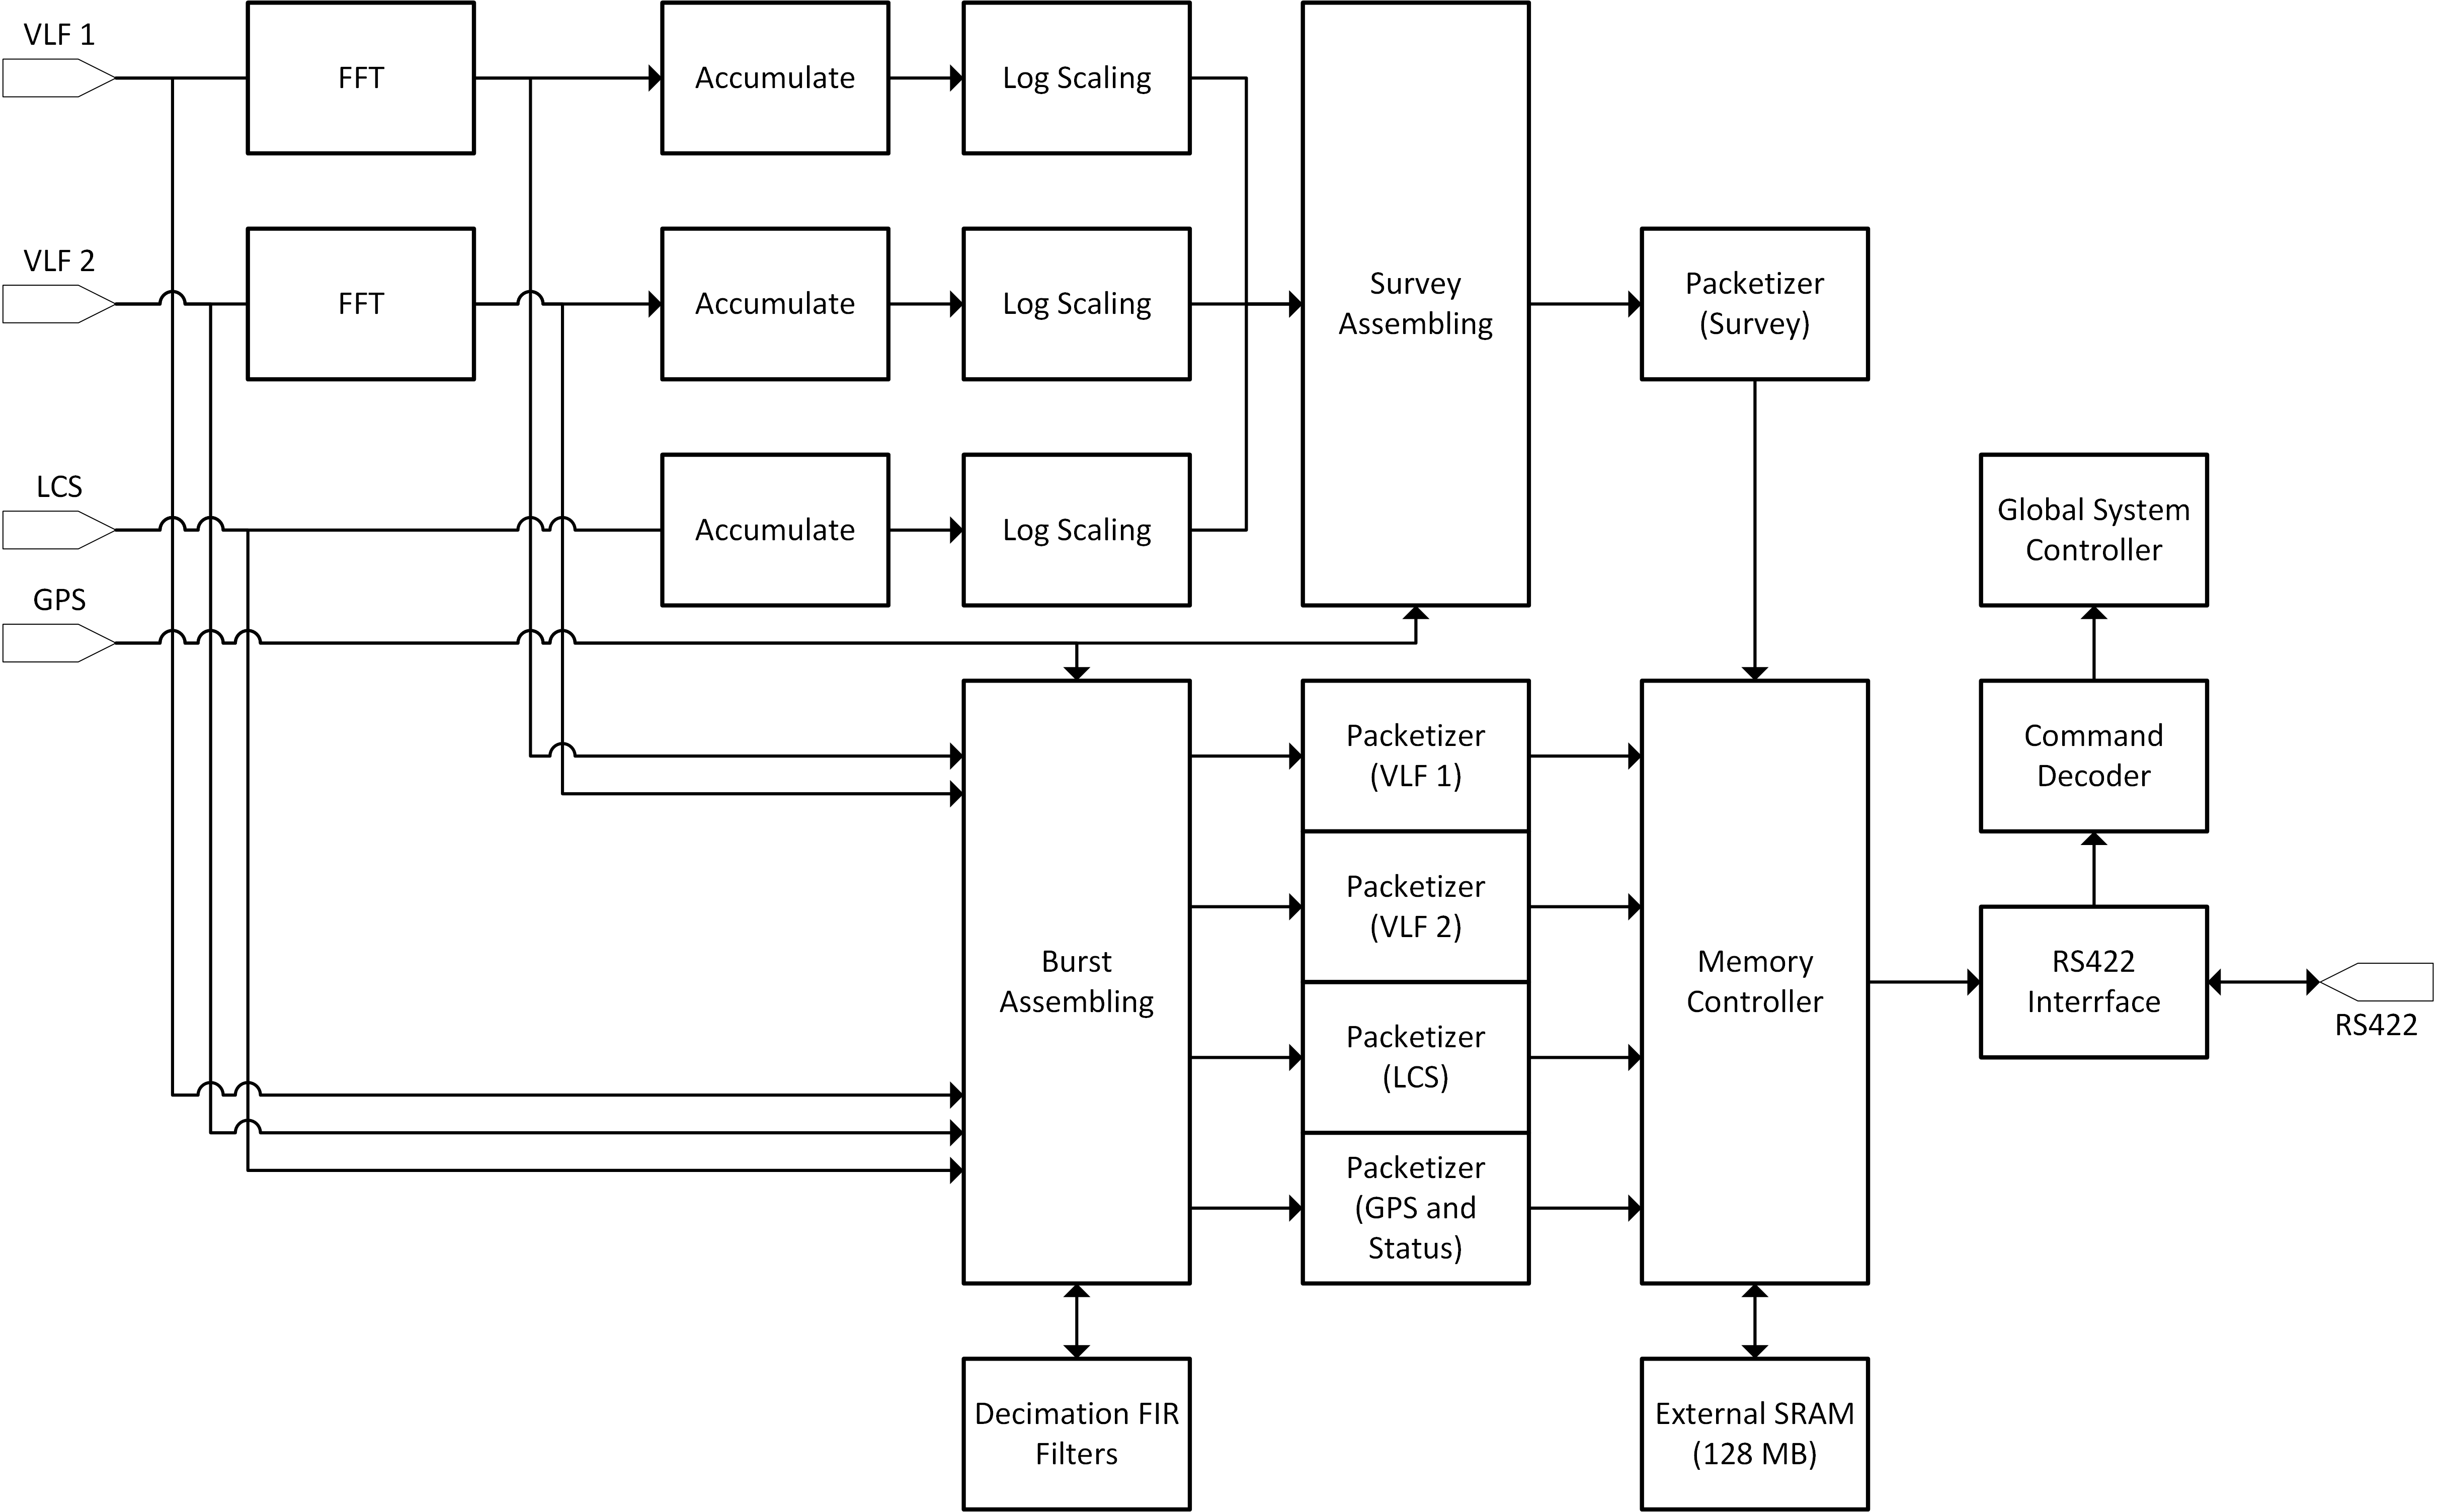 VLF 1
FFT
Accumulate
Log Scaling
VLF 2
FFT
Accumulate
Log Scaling
Survey
Assembling
Packetizer
(Survey)
LCS
Accumulate
Log Scaling
Global System
Controller
GPS
Packetizer
(VLF 1)
Command
Decoder
Packetizer
(VLF 2)
Burst
Assembling
Memory
Controller
RS422
Interrface
RS422
Packetizer
(LCS)
Packetizer
(GPS and
Status)
Decimation FIR
Filters
External SRAM
(128 MB)